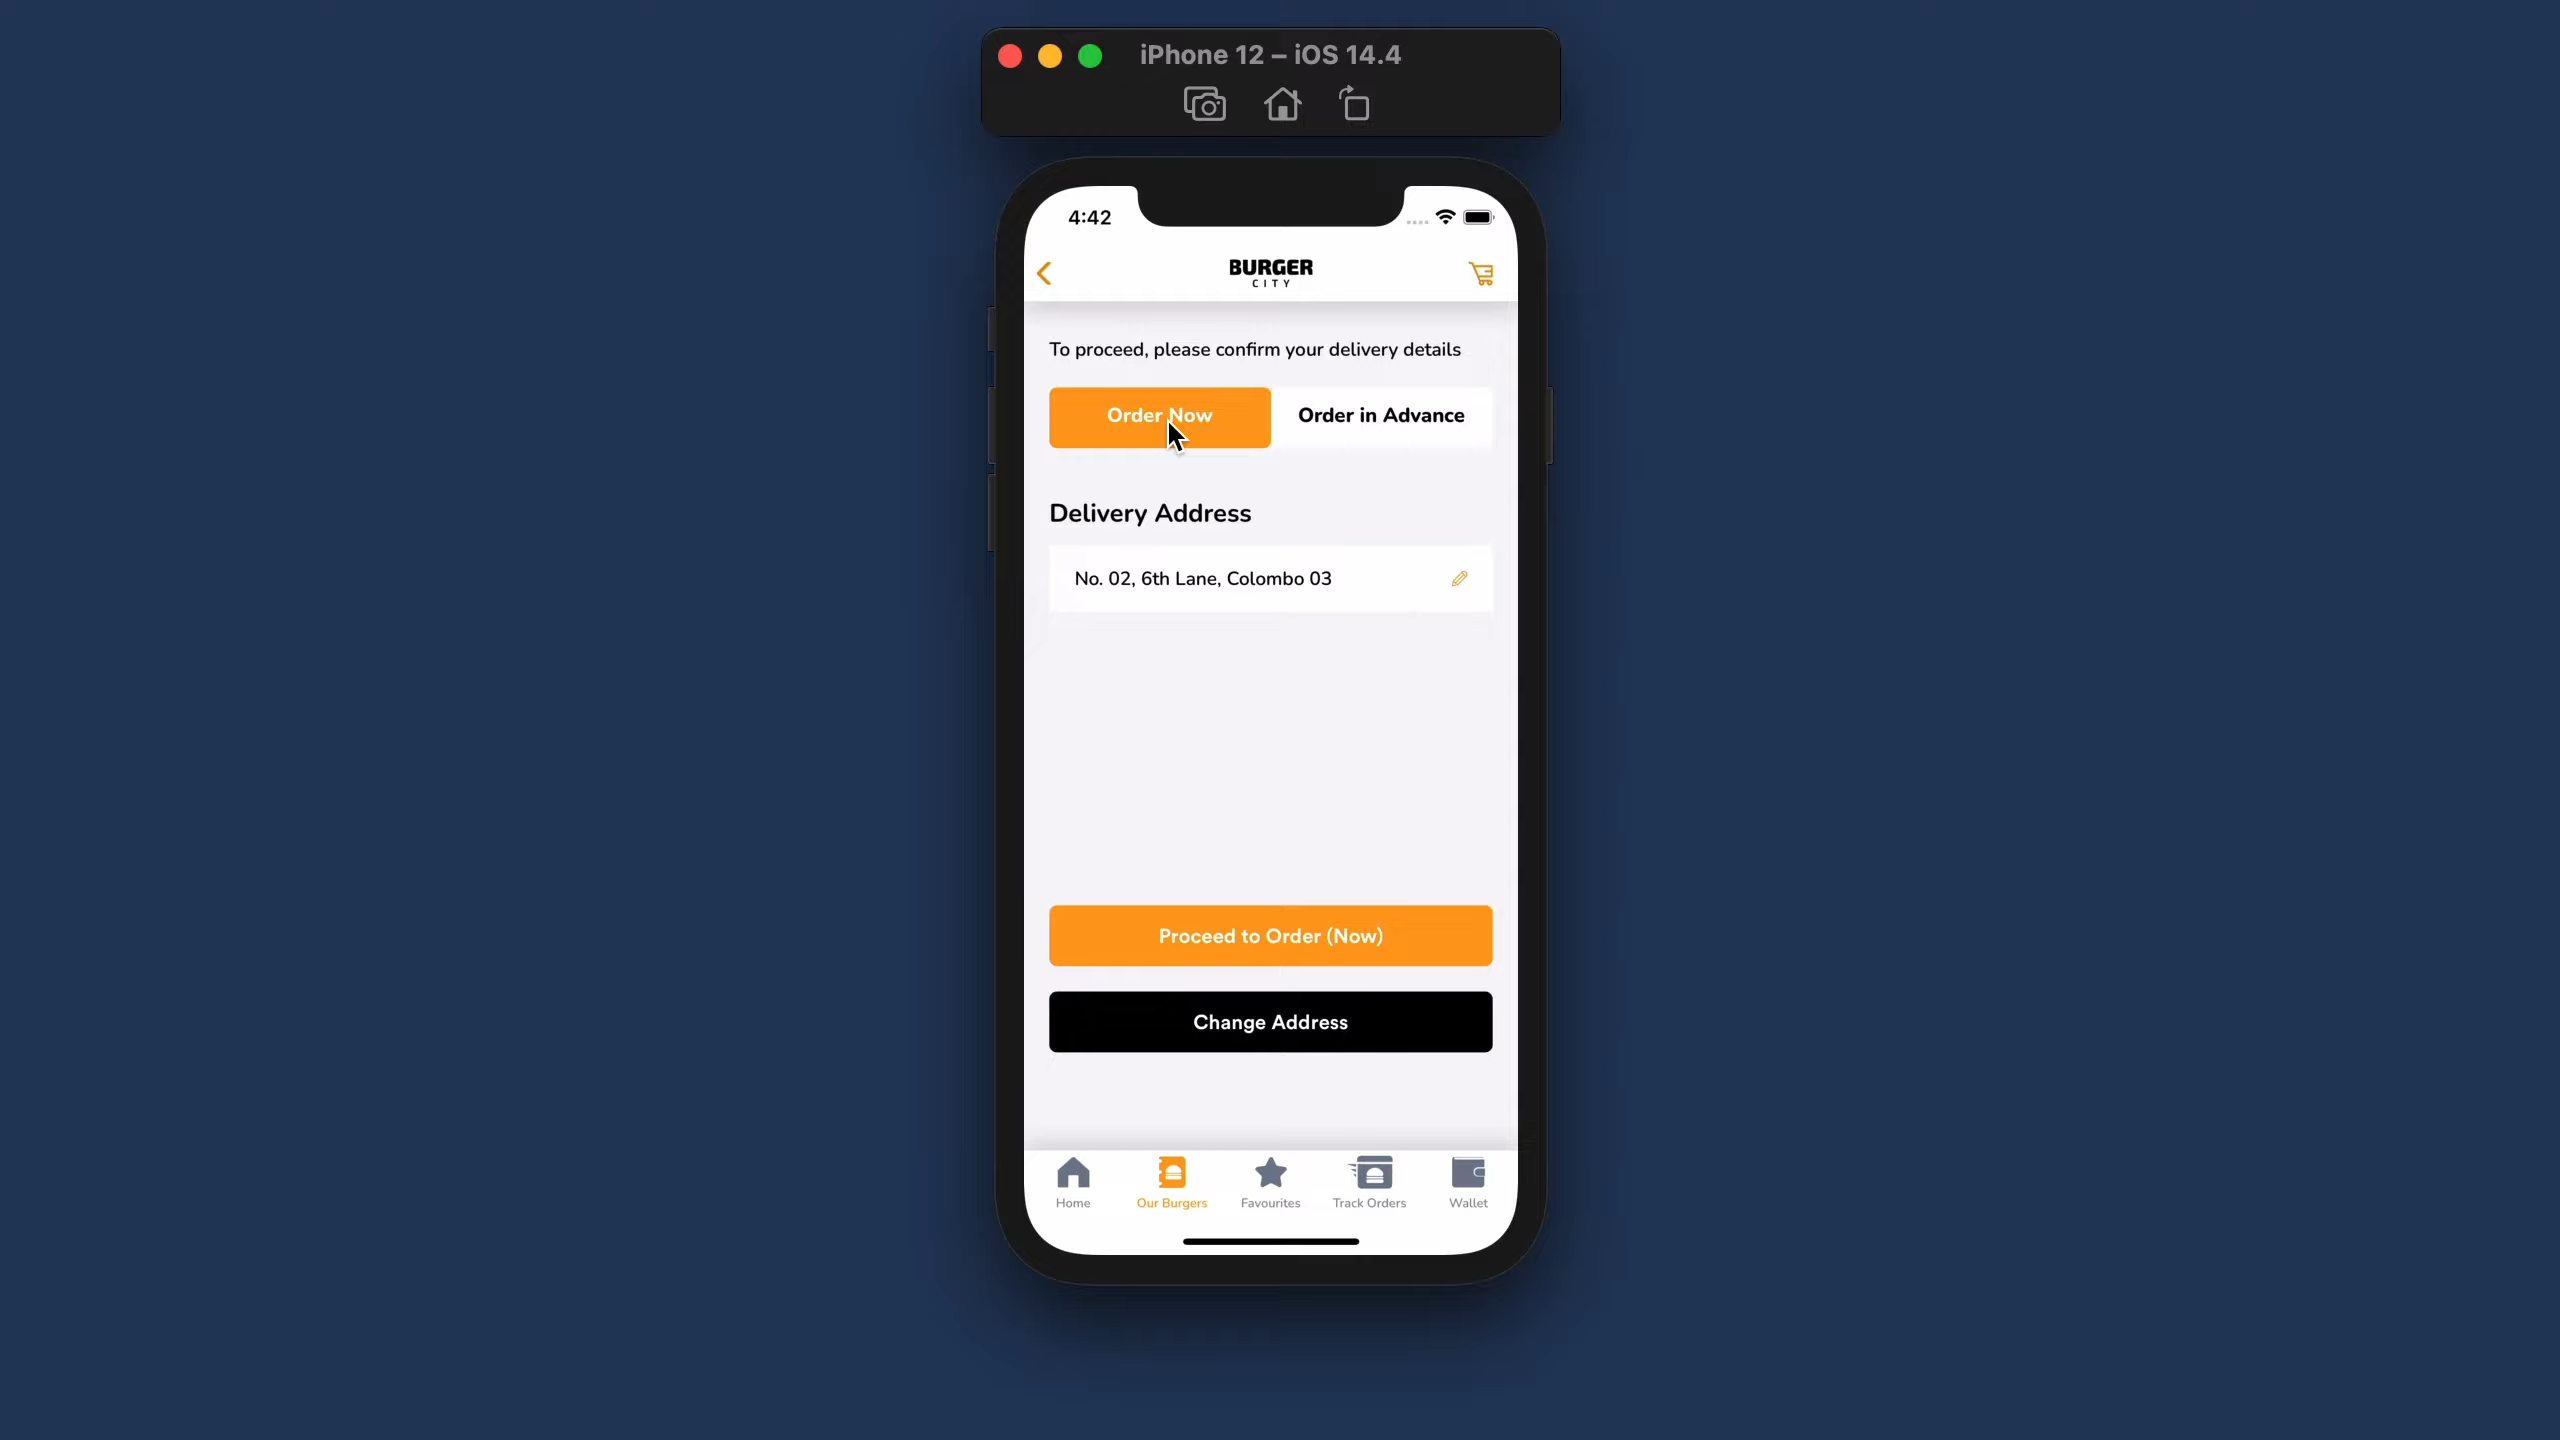 iPhone 12 – iOS 14.4
4:42
BURGER
CITY
To proceed, please confirm your delivery details
Order Now
Order in Advance
Delivery Address
No. 02, 6th Lane, Colombo 03
Proceed to Order (Now)
Change Address
Home
Our Burgers
Favourites
Track Orders
Wallet